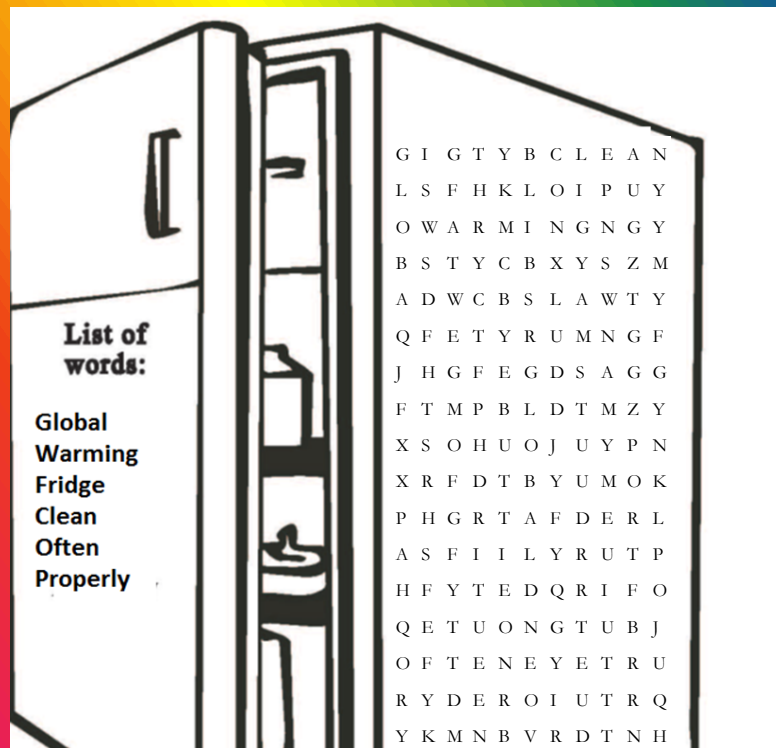 List of
words:
Global
Warming
Fridge
Clean
Often
Properly
G I G T Y B C L E A N
L S F H K L O I P U Y
O W A R M I N G N G Y
B S T Y C B X Y S Z M
A D W C B S L A W T Y
Q F E T Y R U M N G F
J H G F E G D S A G G
F T M P B L D T M Z Y
X S O H U O J U Y P N
X R F D T B Y U M O K
P H G R T A F D E R L
A S F I I L Y R U T P
H F Y T E D Q R I F O
Q E T U O N G T U B J
O F T E N E Y E T R U
R Y D E R O I U T R Q
Y K M N B V R D T N H